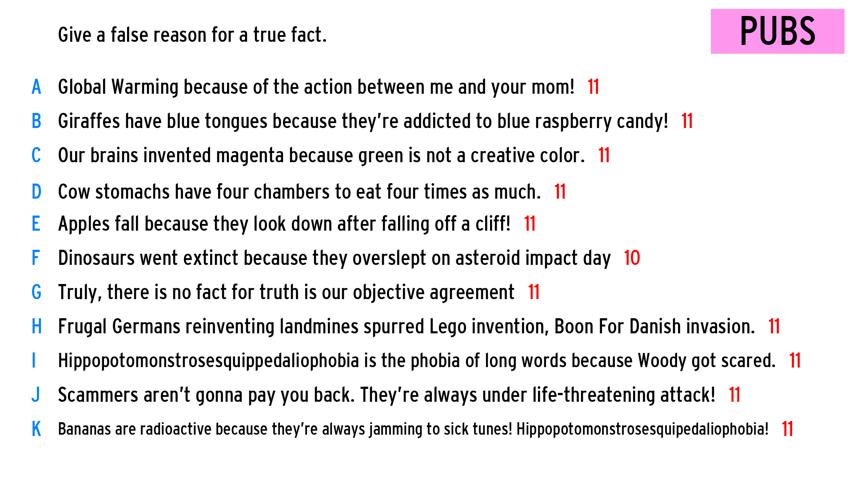 Give a false reason for a true fact.
PUBS
A Global Warming because of the action between me and your mom! 11
B Giraffes have blue tongues because they're addicted to blue raspberry candy! 11
C Our brains invented magenta because green is not a creative color. 11
D Cow stomachs have four chambers to eat four times as much. 11
E Apples fall because they look down after falling off a cliff! 11
F Dinosaurs went extinct because they overslept on asteroid impact day 10
G Truly, there is no fact for truth is our objective agreement 11
H Frugal Germans reinventing landmines spurred Lego invention, Boon For Danish invasion. 11
I Hippopotomonstrosesquippedaliophobia is the phobia of long words because Woody got scared. 11
J Scammers aren't gonna pay you back. They're always under life-threatening attack! 11
K Bananas are radioactive because they're always jamming to sick tunes! Hippopotomonstrosesquipedaliophobia! 11